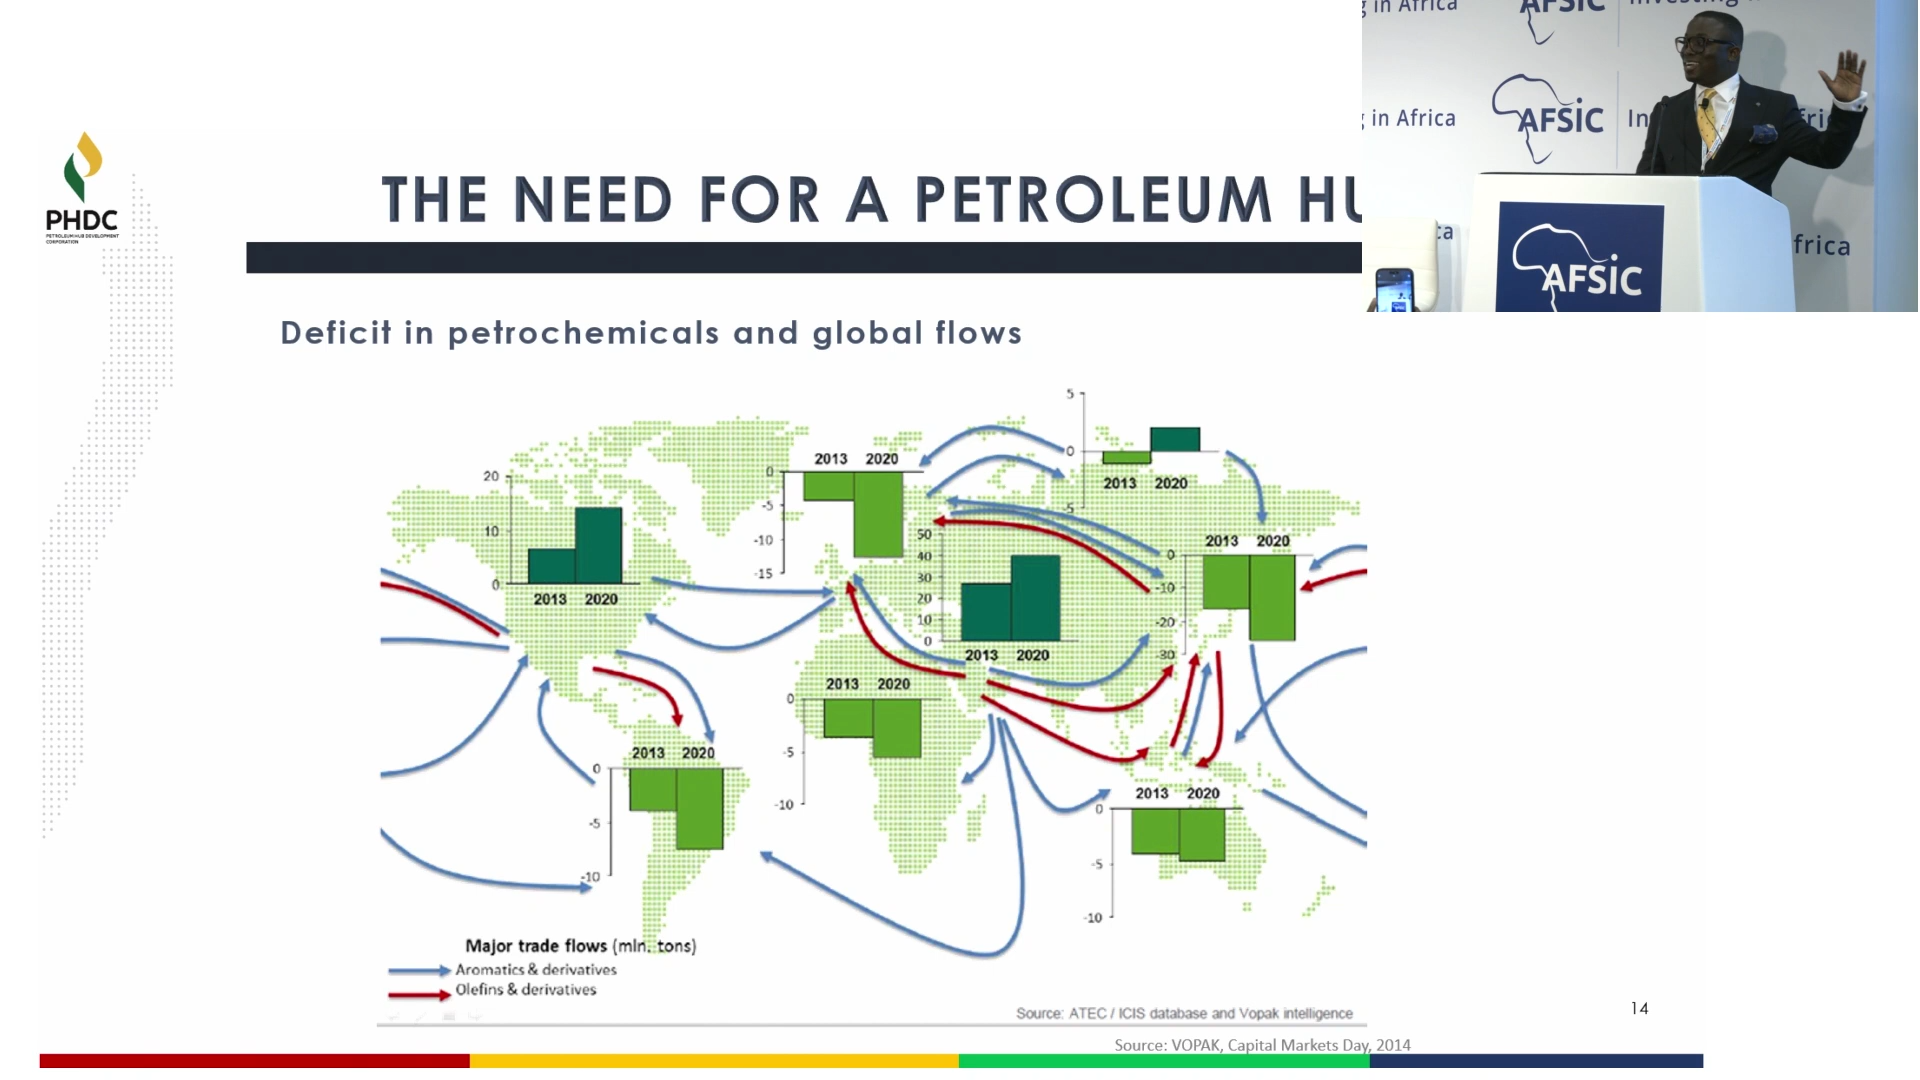 PHDC
PETROLEUM HUB DEVELOPMENT
CORPORATION
THE NEED FOR A PETROLEUM HU
Deficit in petrochemicals and global flows
in Africa
AFSIC
Investing
in Africa
AFSIC
In
fri
ca
frica
AFSIC
20
10
0
2013 2020
2013 2020
0
-5
-10
-15
5
0
-5
2013 2020
50
40
30
20
10
0
2013 2020
2013 2020
0
-10
-20
-30
2013 2020
0
-5
-10
2013 2020
0
-5
-10
2013 2020
0
-5
-10
Major trade flows (mln. tons)
Aromatics & derivatives
Olefins & derivatives
Source: ATEC / ICIS database and Vopak intelligence
14
Source: VOPAK, Capital Markets Day, 2014